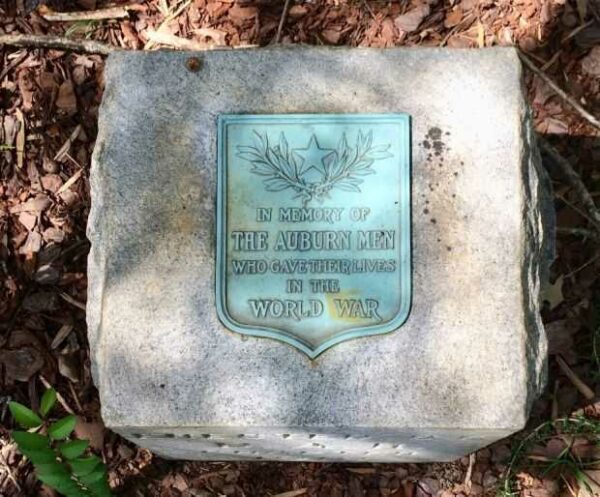 IN MEMORY OF
THE AUBURN MEN
WHO GAVE THEIR LIVES
IN THE
WORLD WAR